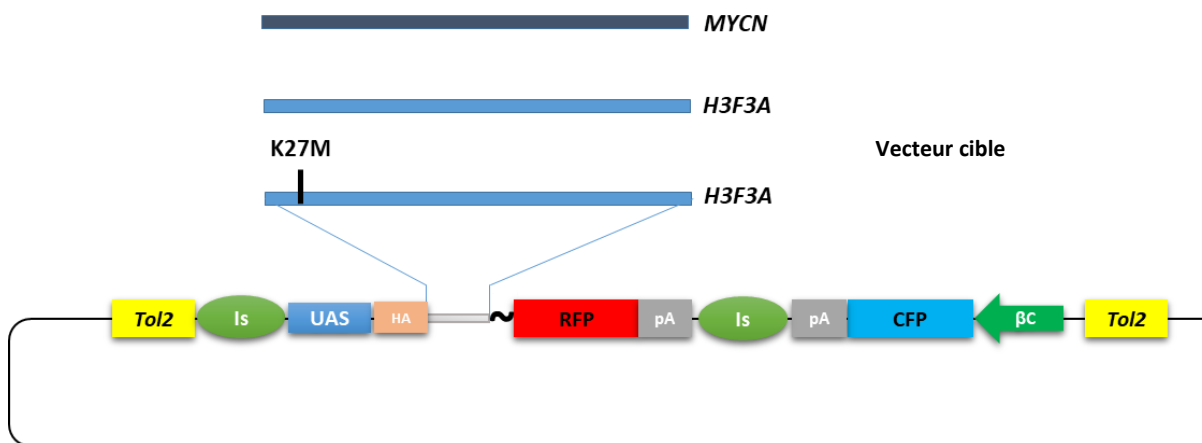 MYCN
H3F3A
K27M
Vecteur cible
H3F3A
Tol2 Is UAS HA ~ RFP pA Is pA CFP βC Tol2